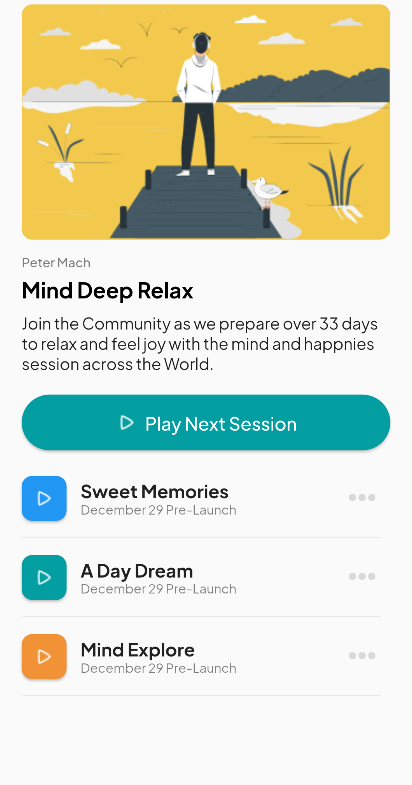 Peter Mach
Mind Deep Relax
Join the Community as we prepare over 33 days
to relax and feel joy with the mind and happnies
session across the World.
Play Next Session
Sweet Memories
December 29 Pre-Launch
A Day Dream
December 29 Pre-Launch
Mind Explore
December 29 Pre-Launch